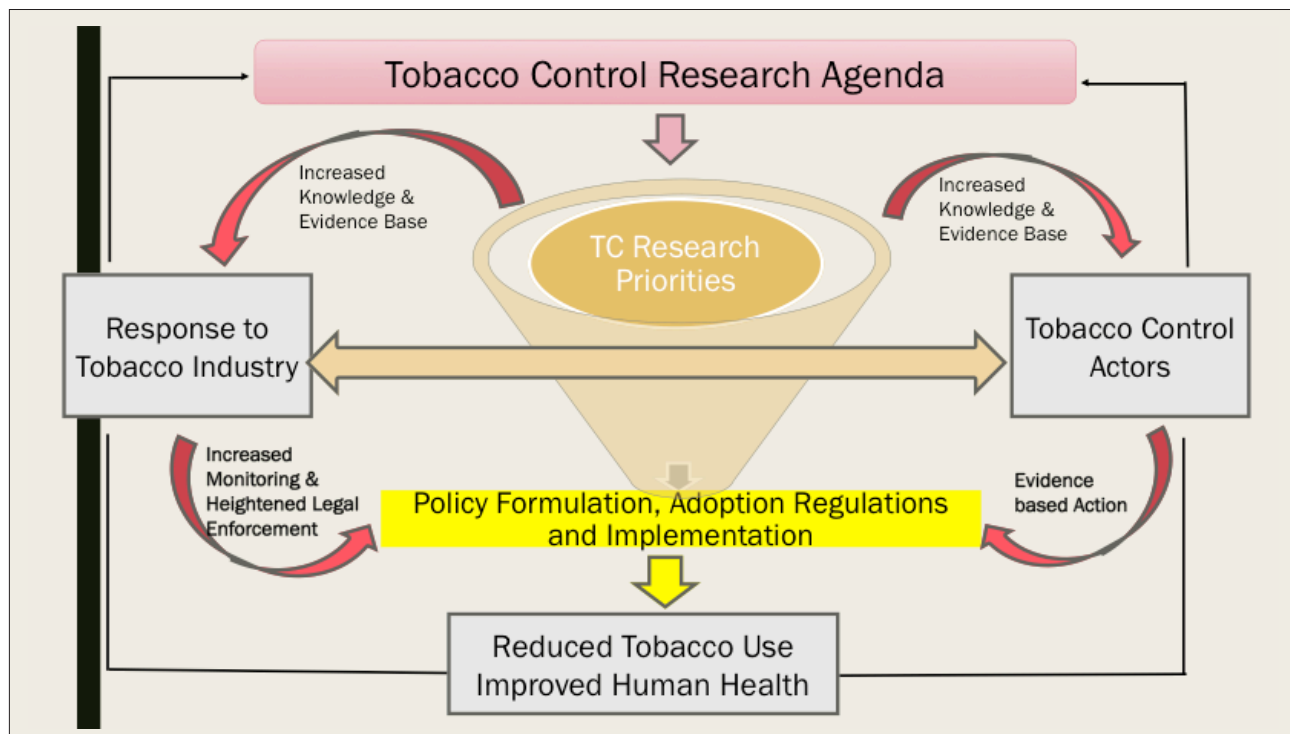 Tobacco Control Research Agenda
Increased
Knowledge &
Evidence Base
Increased
Knowledge &
Evidence Base
TC Research
Priorities
Response to
Tobacco Industry
Tobacco Control
Actors
Increased
Monitoring &
Heightened Legal
Enforcement
Evidence
based Action
Policy Formulation, Adoption Regulations
and Implementation
Reduced Tobacco Use
Improved Human Health